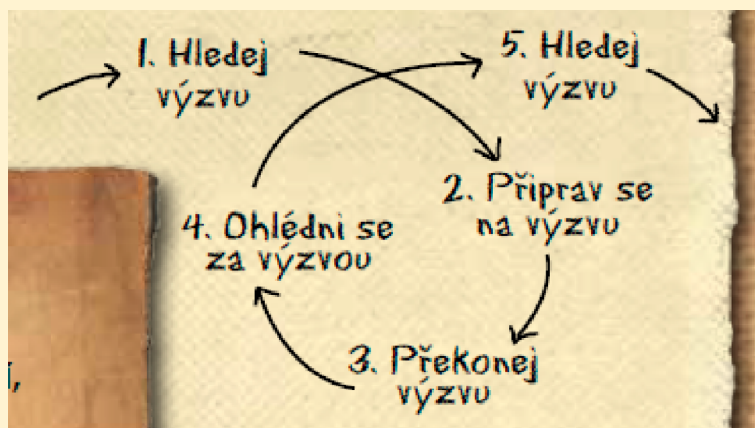 1. Hledej
výzvu
5. Hledej
výzvu
2. Připrav se
na výzvu
4. Ohlédni se
za výzvou
3. Překonej
výzvu
í,